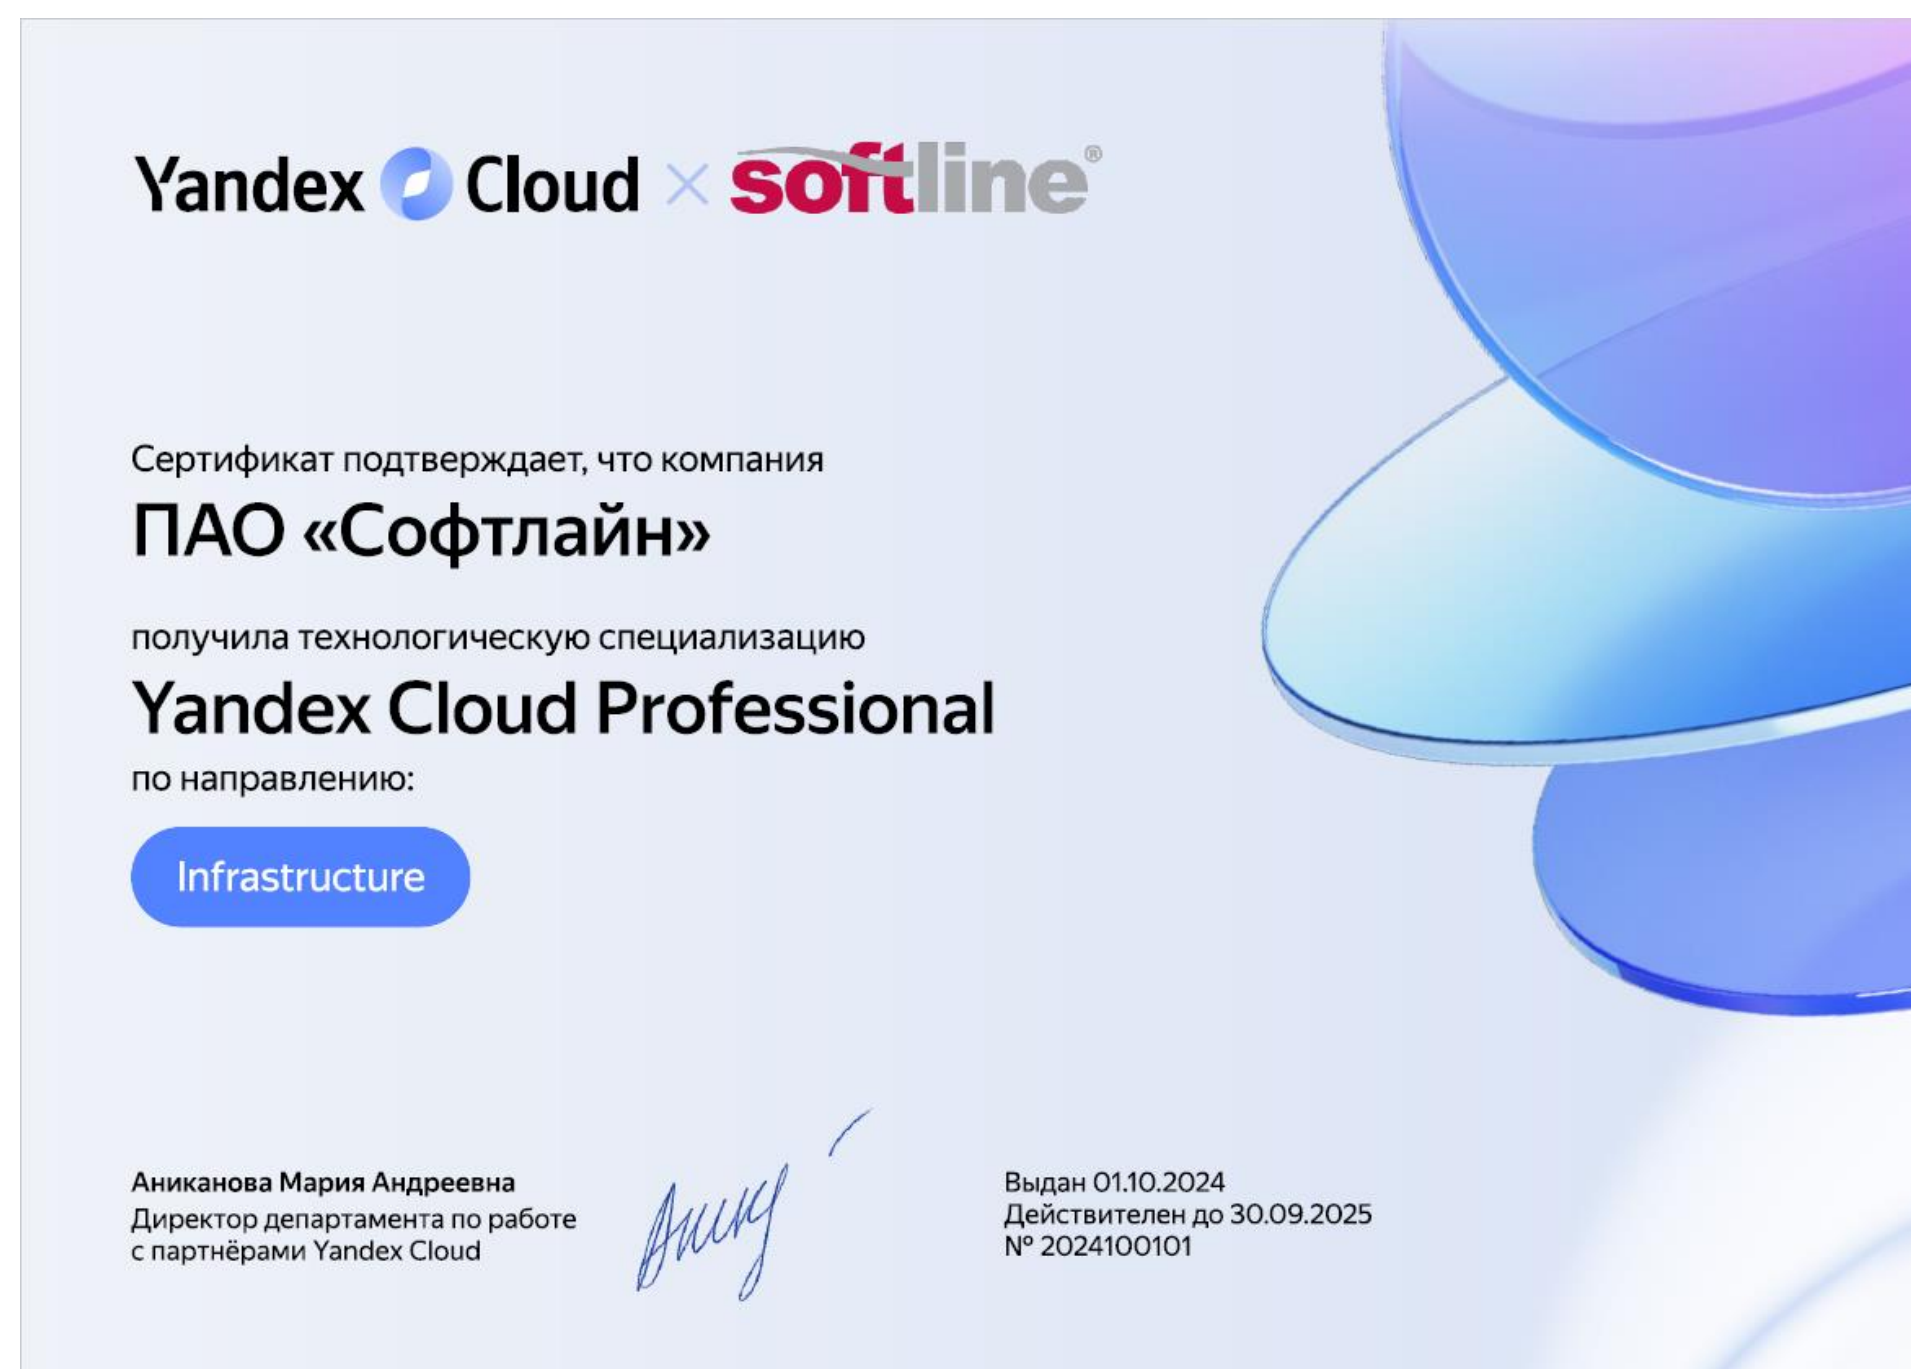 Yandex Cloud × softline®
Сертификат подтверждает, что компания
ПАО «Софтлайн»
получила технологическую специализацию
Yandex Cloud Professional
по направлению:
Infrastructure
Аниканова Мария Андреевна
Директор департамента по работе
с партнёрами Yandex Cloud
Выдан 01.10.2024
Действителен до 30.09.2025
№ 2024100101